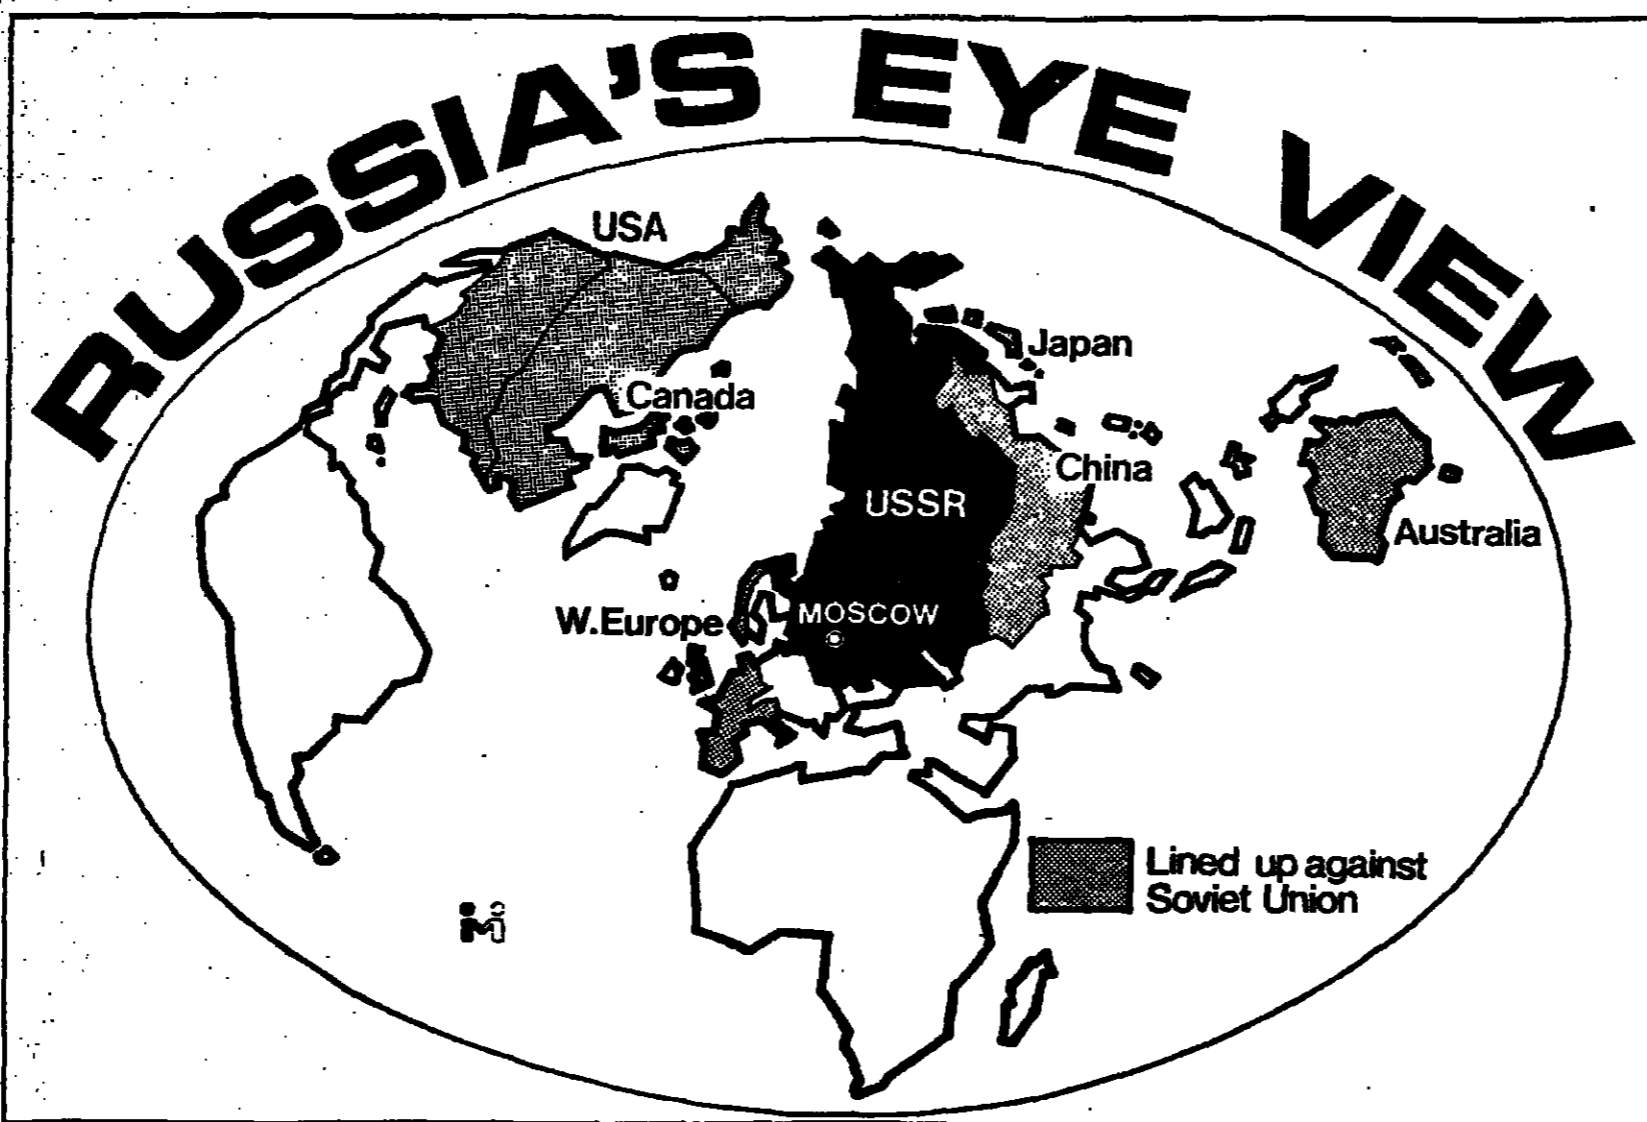 RUSSIA'S EYE VIEW
USA
Japan
Canada
China
USSR
Australia
MOSCOW
W.Europe
Lined up against
Soviet Union